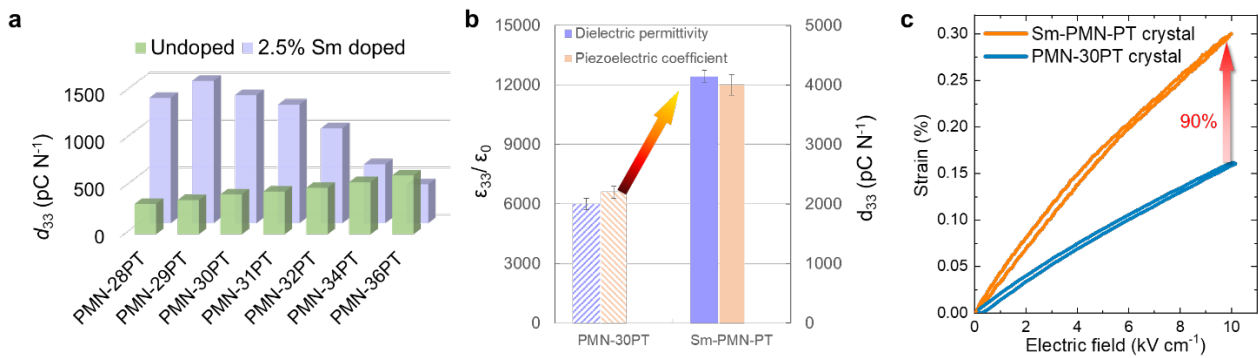 a
Undoped 2.5% Sm doped
1500
1000
500
0
d₃₃ (pC N⁻¹)
PMN-28PT
PMN-29PT
PMN-30PT
PMN-31PT
PMN-32PT
PMN-34PT
PMN-36PT
b
15000
12000
9000
6000
3000
0
ε₃₃/ ε₀
Dielectric permittivity
Piezoelectric coefficient
5000
4000
3000
2000
1000
0
d₃₃ (pC N⁻¹)
PMN-30PT Sm-PMN-PT
c
0.30
0.25
0.20
0.15
0.10
0.05
0.00
Strain (%)
Sm-PMN-PT crystal
PMN-30PT crystal
90%
0 2 4 6 8 10
Electric field (kV cm⁻¹)